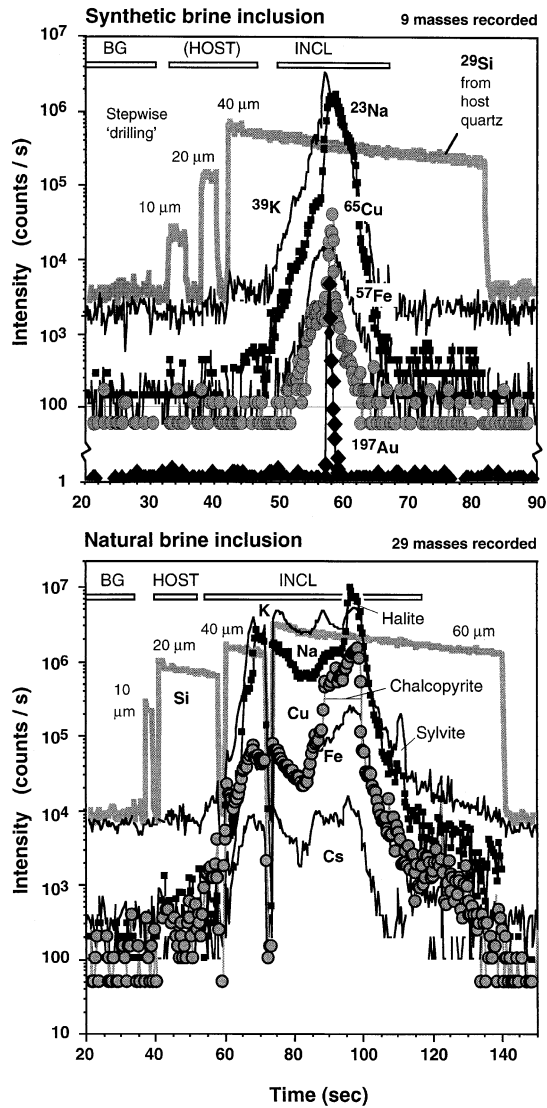 Synthetic brine inclusion
9 masses recorded
BG
(HOST)
INCL
Stepwise
'drilling'
10 µm
20 µm
40 µm
39K
23Na
65Cu
57Fe
197Au
29Si
from
host
quartz
Intensity (counts / s)
10^7
10^6
10^5
10^4
10^3
100
1
20 30 40 50 60 70 80 90
Natural brine inclusion
29 masses recorded
BG
HOST
INCL
10
µm
20 µm
40 µm
60 µm
K
Si
Na
Cu
Fe
Cs
Halite
Chalcopyrite
Sylvite
Intensity (counts / s)
10^7
10^6
10^5
10^4
10^3
100
10
20 40 60 80 100 120 140
Time (sec)